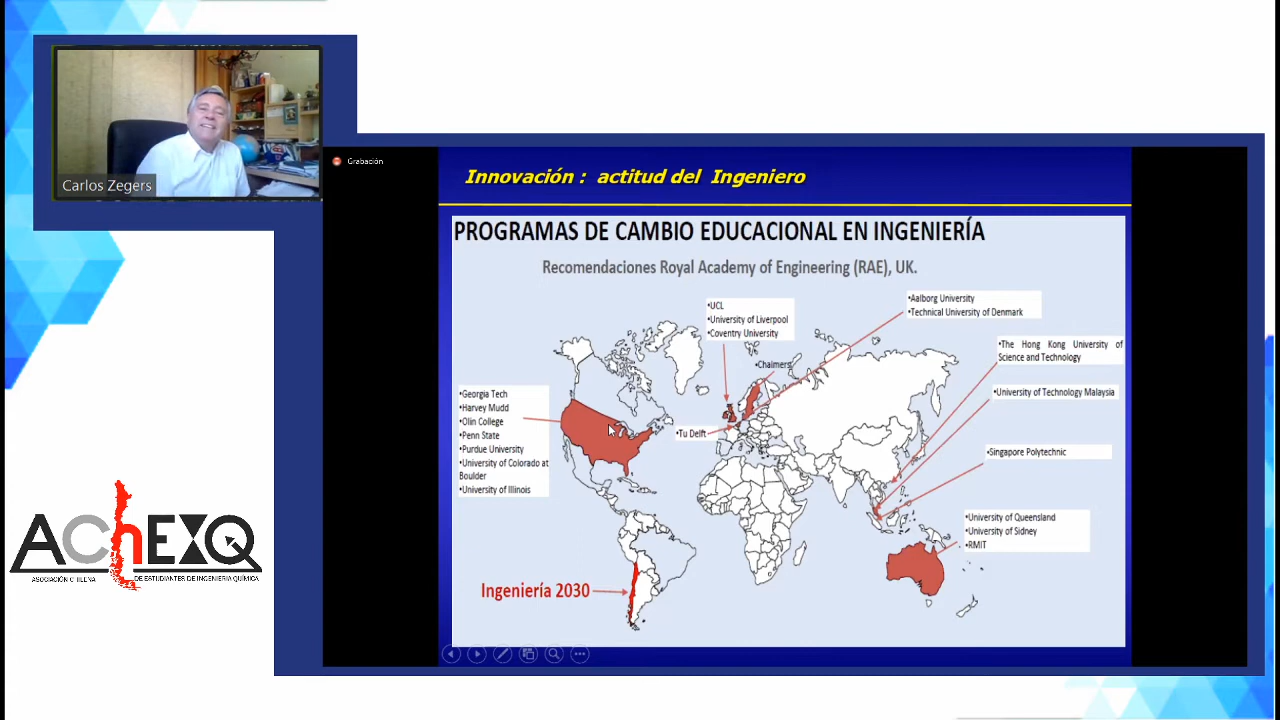 Carlos Zegers
Grabación
Innovación : actitud del Ingeniero
PROGRAMAS DE CAMBIO EDUCACIONAL EN INGENIERÍA
Recomendaciones Royal Academy of Engineering (RAE), UK.
•UCL
•University of Liverpool
•Coventry University
•Aalborg University
•Technical University of Denmark
•Chalmers
•The Hong Kong University of
Science and Technology
•Georgia Tech
•Harvey Mudd
•Olin College
•Penn State
•Purdue University
•University of Colorado at
Boulder
•University of Illinois
•Tu Delft
•University of Technology Malaysia
•Singapore Polytechnic
•University of Queensland
•University of Sidney
•RMIT
Ingeniería 2030
AChEXQ
ASOCIACIÓN CHILENA
DE ESTUDIANTES DE INGENIERIA QUÍMICA